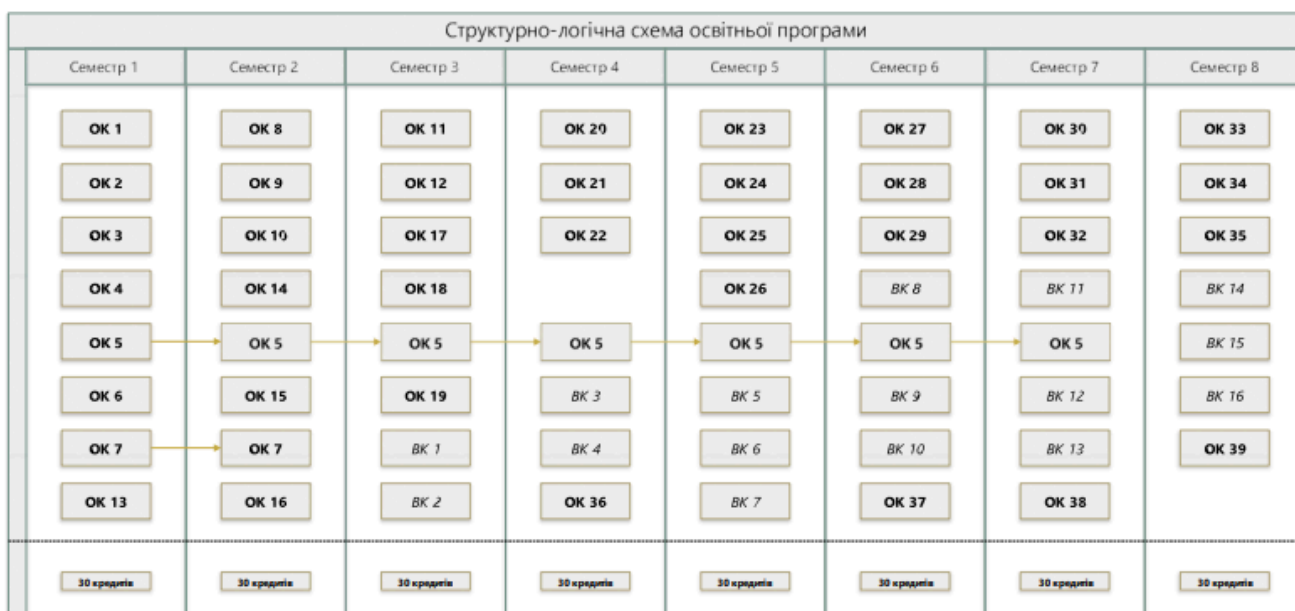 Структурно-логічна схема освітньої програми
Семестр 1 Семестр 2 Семестр 3 Семестр 4 Семестр 5 Семестр 6 Семестр 7 Семестр 8
ОК 1 ОК 8 ОК 11 ОК 20 ОК 23 ОК 27 ОК 30 ОК 33
ОК 2 ОК 9 ОК 12 ОК 21 ОК 24 ОК 28 ОК 31 ОК 34
ОК 3 ОК 10 ОК 17 ОК 22 ОК 25 ОК 29 ОК 32 ОК 35
ОК 4 ОК 14 ОК 18 ОК 26 ВК 8 ВК 11 ВК 14
ОК 5 ОК 5 ОК 5 ОК 5 ОК 5 ОК 5 ОК 5 ВК 15
ОК 6 ОК 15 ОК 19 ВК 3 ВК 5 ВК 9 ВК 12 ВК 16
ОК 7 ОК 7 ВК 1 ВК 4 ВК 6 ВК 10 ВК 13 ОК 39
ОК 13 ОК 16 ВК 2 ОК 36 ВК 7 ОК 37 ОК 38
30 кредитів 30 кредитів 30 кредитів 30 кредитів 30 кредитів 30 кредитів 30 кредитів 30 кредитів